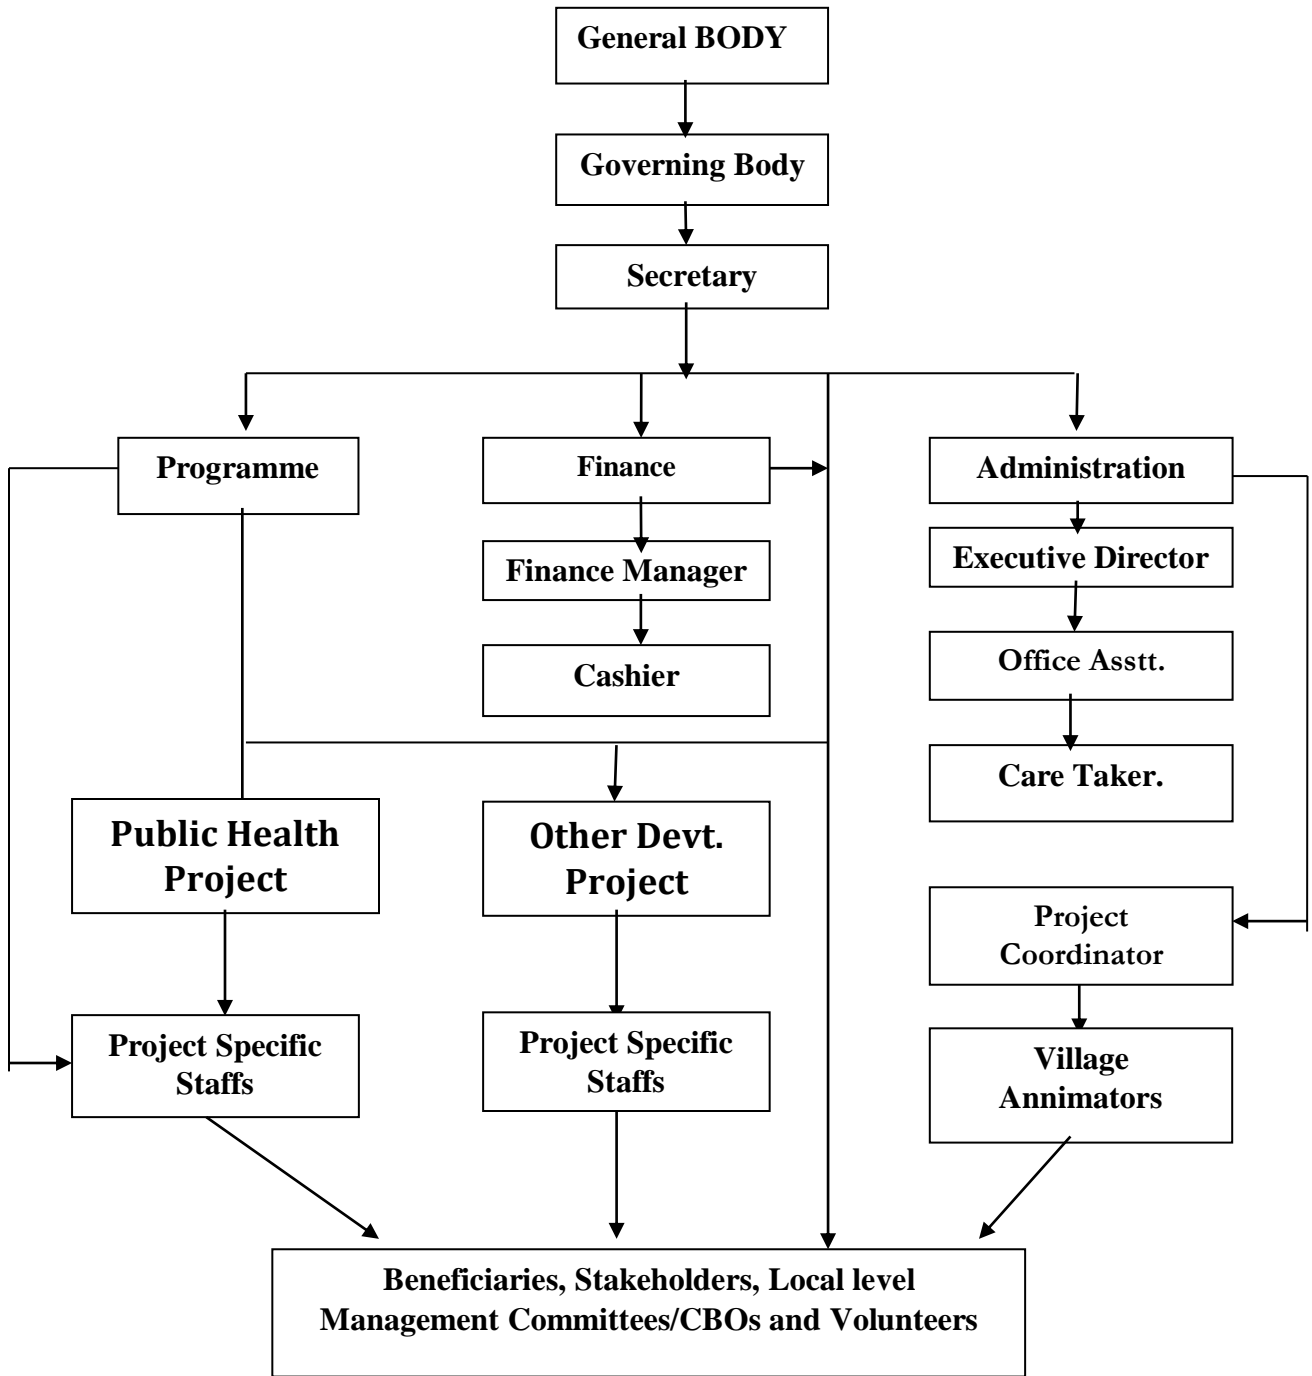 General BODY
Governing Body
Secretary
Programme
Finance
Administration
Finance Manager
Executive Director
Cashier
Office Asstt.
Care Taker.
Public Health
Project
Other Devt.
Project
Project
Coordinator
Project Specific
Staffs
Project Specific
Staffs
Village
Annimators
Beneficiaries, Stakeholders, Local level
Management Committees/CBOs and Volunteers